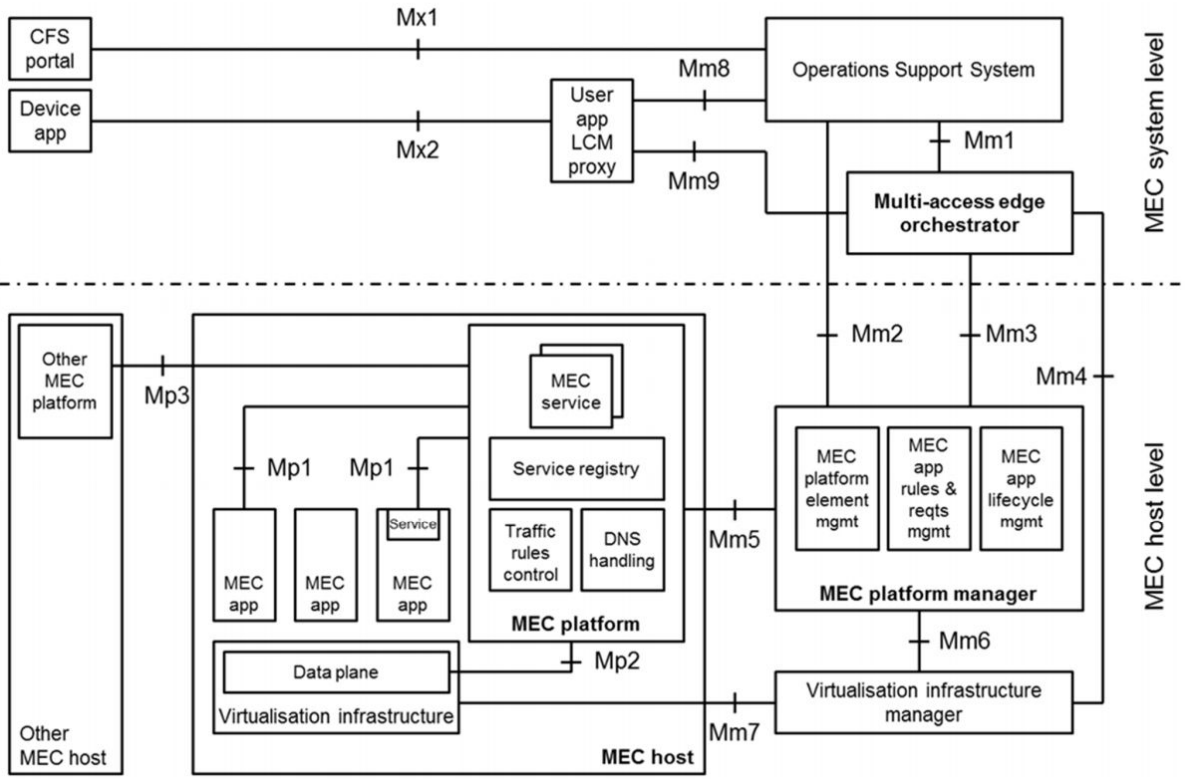 Mx1
CFS
portal
Operations Support System
Mm8
Device
app
User
app
LCM
proxy
Mx2
Mm1
Mm9
Multi-access edge
orchestrator
MEC system level
Other
MEC
platform
Mp3
MEC
service
Mm2
Mm3
Mm4
Mp1
Mp1
Service registry
MEC
platform
element
mgmt
MEC
app
rules &
reqts
mgmt
MEC
app
lifecycle
mgmt
Service
MEC
app
MEC
app
MEC
app
Traffic
rules
control
DNS
handling
Mm5
MEC platform
MEC platform manager
MEC host level
Mp2
Mm6
Data plane
Virtualisation infrastructure
Virtualisation infrastructure
manager
Mm7
Other
MEC host
MEC host